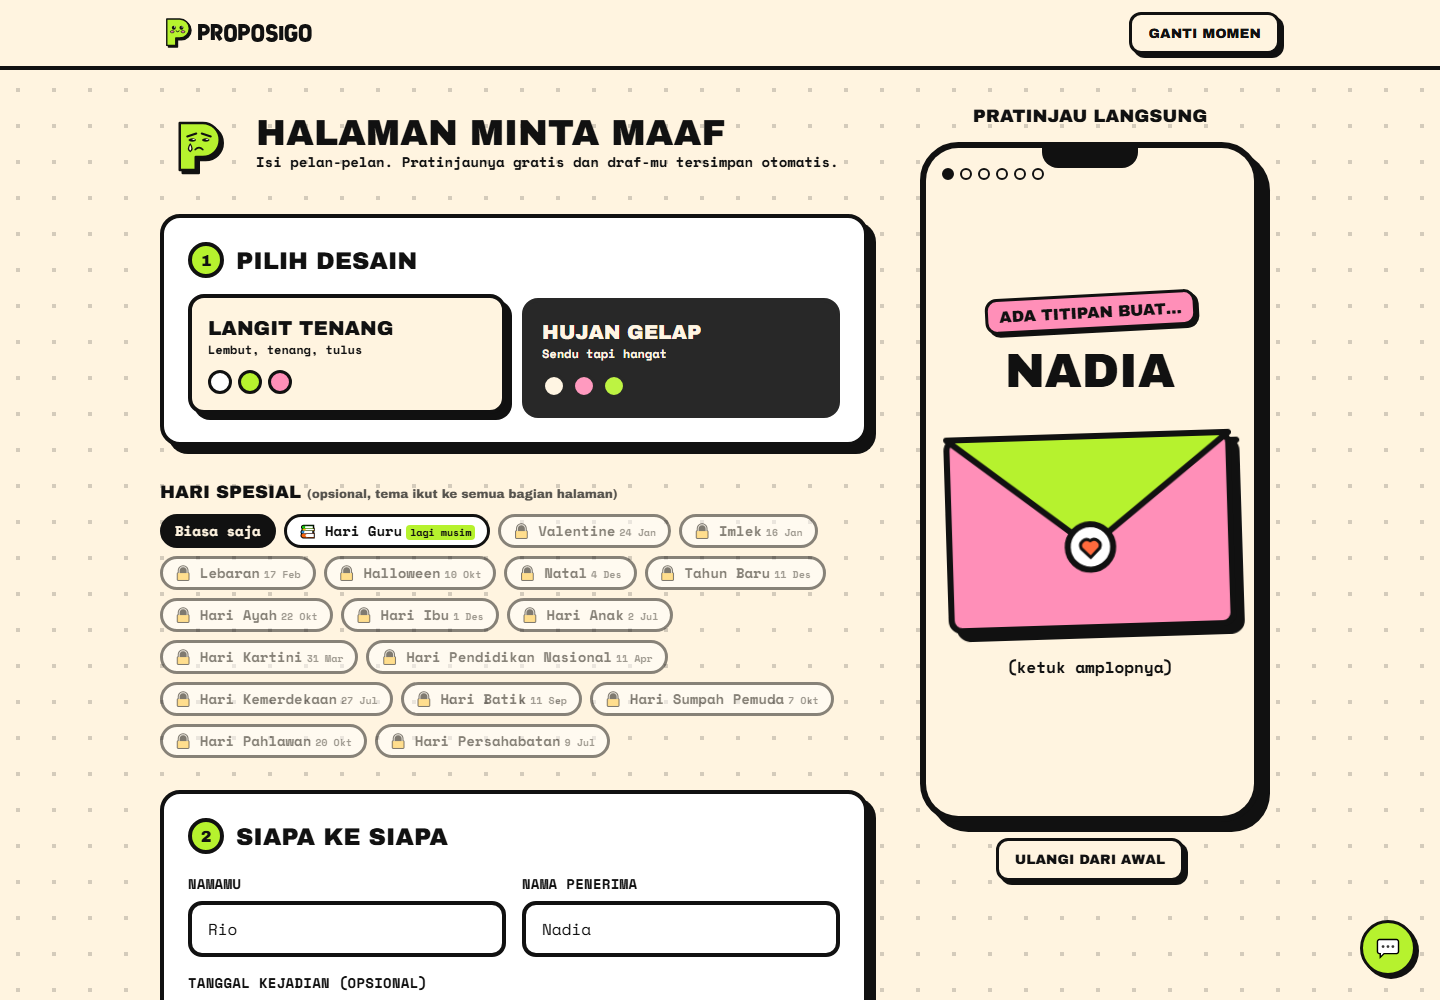 PROPOSIGO
GANTI MOMEN
HALAMAN MINTA MAAF
Isi pelan-pelan. Pratinjaunya gratis dan draf-mu tersimpan otomatis.
1 PILIH DESAIN
LANGIT TENANG
Lembut, tenang, tulus
HUJAN GELAP
Sendu tapi hangat
HARI SPESIAL (opsional, tema ikut ke semua bagian halaman)
Biasa saja Hari Guru lagi musim Valentine 24 Jan Imlek 16 Jan
Lebaran 17 Feb Halloween 10 Okt Natal 4 Des Tahun Baru 11 Des
Hari Ayah 22 Okt Hari Ibu 1 Des Hari Anak 2 Jul
Hari Kartini 31 Mar Hari Pendidikan Nasional 11 Apr
Hari Kemerdekaan 27 Jul Hari Batik 11 Sep Hari Sumpah Pemuda 7 Okt
Hari Pahlawan 20 Okt Hari Persahabatan 9 Jul
2 SIAPA KE SIAPA
NAMAMU
Rio
NAMA PENERIMA
Nadia
TANGGAL KEJADIAN (OPSIONAL)
PRATINJAU LANGSUNG
ADA TITIPAN BUAT...
NADIA
(ketuk amplopnya)
ULANGI DARI AWAL